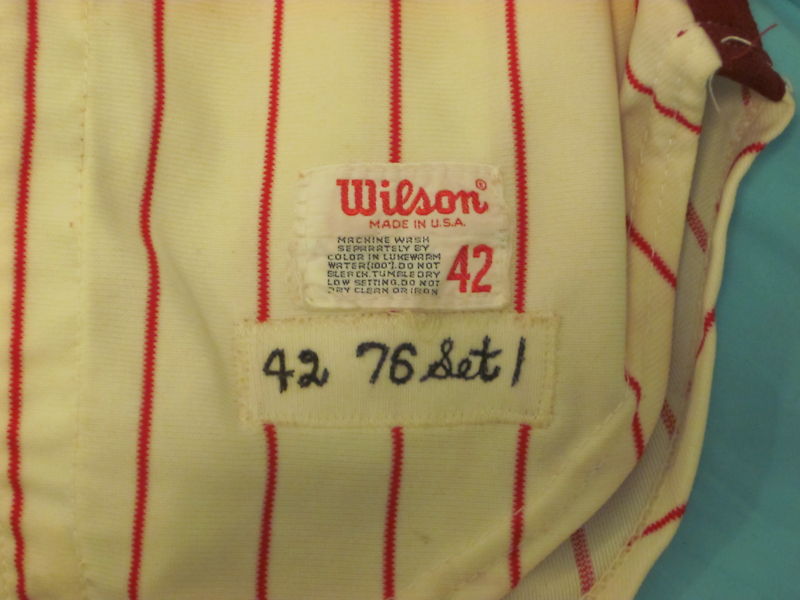 Wilson®
MADE IN U.S.A.
MACHINE WASH
SEPARATELY BY
COLOR IN LUKEWARM
WATER (100°). DO NOT
BLEACH. TUMBLE DRY
LOW SETTING. DO NOT
DRY CLEAN OR IRON
42
42 76 Set 1